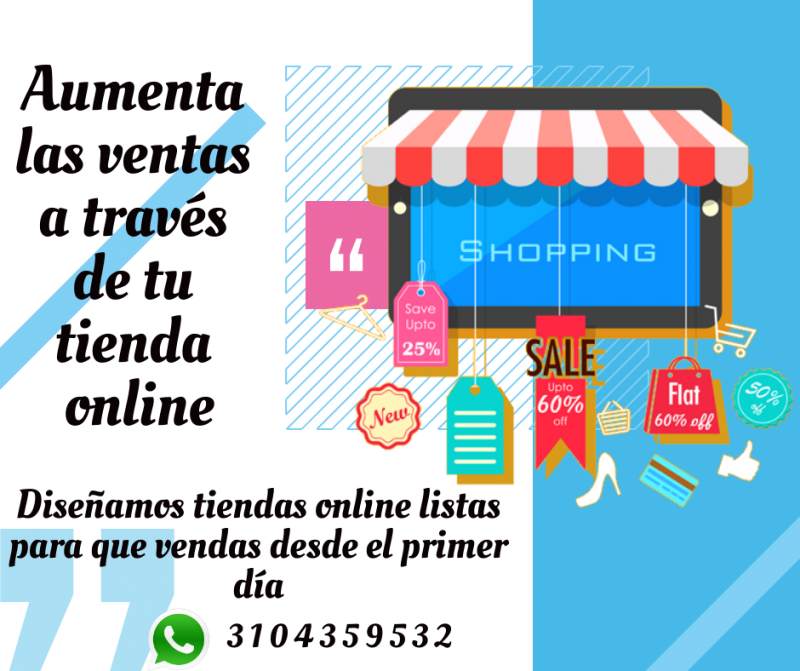 Aumenta
las ventas
a través
de tu
tienda
online
SHOPPING
Save
Upto
25%
SALE
Upto
60%
off
Flat
60% off
50%
off
New
Diseñamos tiendas online listas
para que vendas desde el primer
día
3104359532